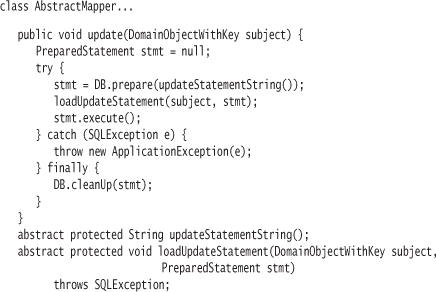 class AbstractMapper...
public void update(DomainObjectWithKey subject) {
PreparedStatement stmt = null;
try {
stmt = DB.prepare(updateStatementString());
loadUpdateStatement(subject, stmt);
stmt.execute();
} catch (SQLException e) {
throw new ApplicationException(e);
} finally {
DB.cleanUp(stmt);
}
}
abstract protected String updateStatementString();
abstract protected void loadUpdateStatement(DomainObjectWithKey subject,
PreparedStatement stmt)
throws SQLException;